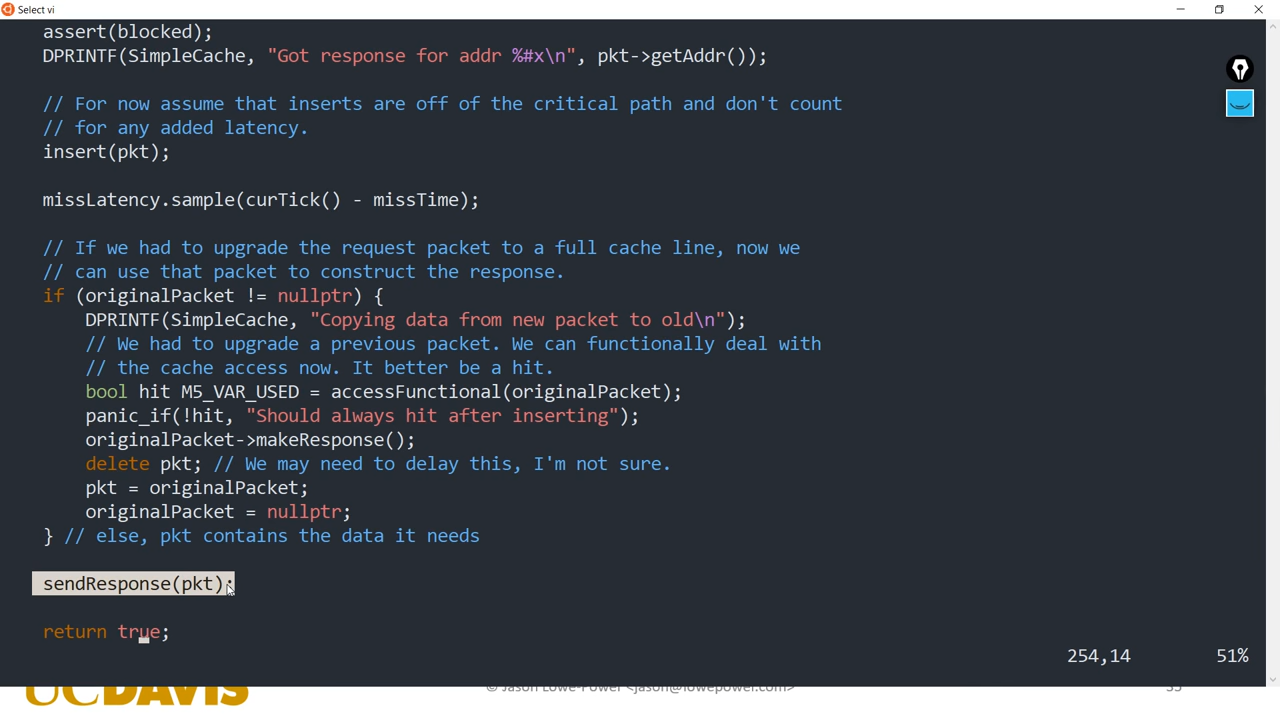 Select vi
assert(blocked);
DPRINTF(SimpleCache, "Got response for addr %#x\n", pkt->getAddr());
// For now assume that inserts are off of the critical path and don't count
// for any added latency.
insert(pkt);
missLatency.sample(curTick() - missTime);
// If we had to upgrade the request packet to a full cache line, now we
// can use that packet to construct the response.
if (originalPacket != nullptr) {
DPRINTF(SimpleCache, "Copying data from new packet to old\n");
// We had to upgrade a previous packet. We can functionally deal with
// the cache access now. It better be a hit.
bool hit M5_VAR_USED = accessFunctional(originalPacket);
panic_if(!hit, "Should always hit after inserting");
originalPacket->makeResponse();
delete pkt; // We may need to delay this, I'm not sure.
pkt = originalPacket;
originalPacket = nullptr;
} // else, pkt contains the data it needs
sendResponse(pkt);
return true;
254,14 51%
UCDAVIS
© Jason Lowe-Power <jason@lowepower.com>